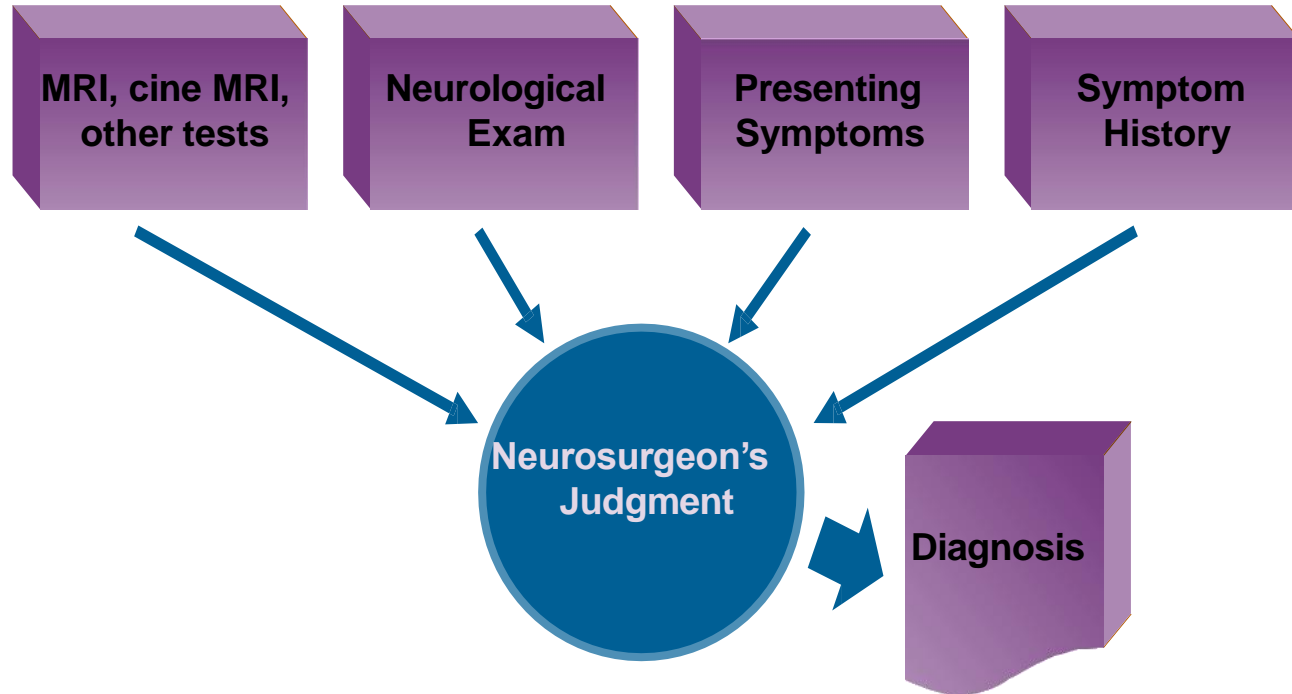 MRI, cine MRI,
other tests
Neurological
Exam
Presenting
Symptoms
Symptom
History
Neurosurgeon’s
Judgment
Diagnosis